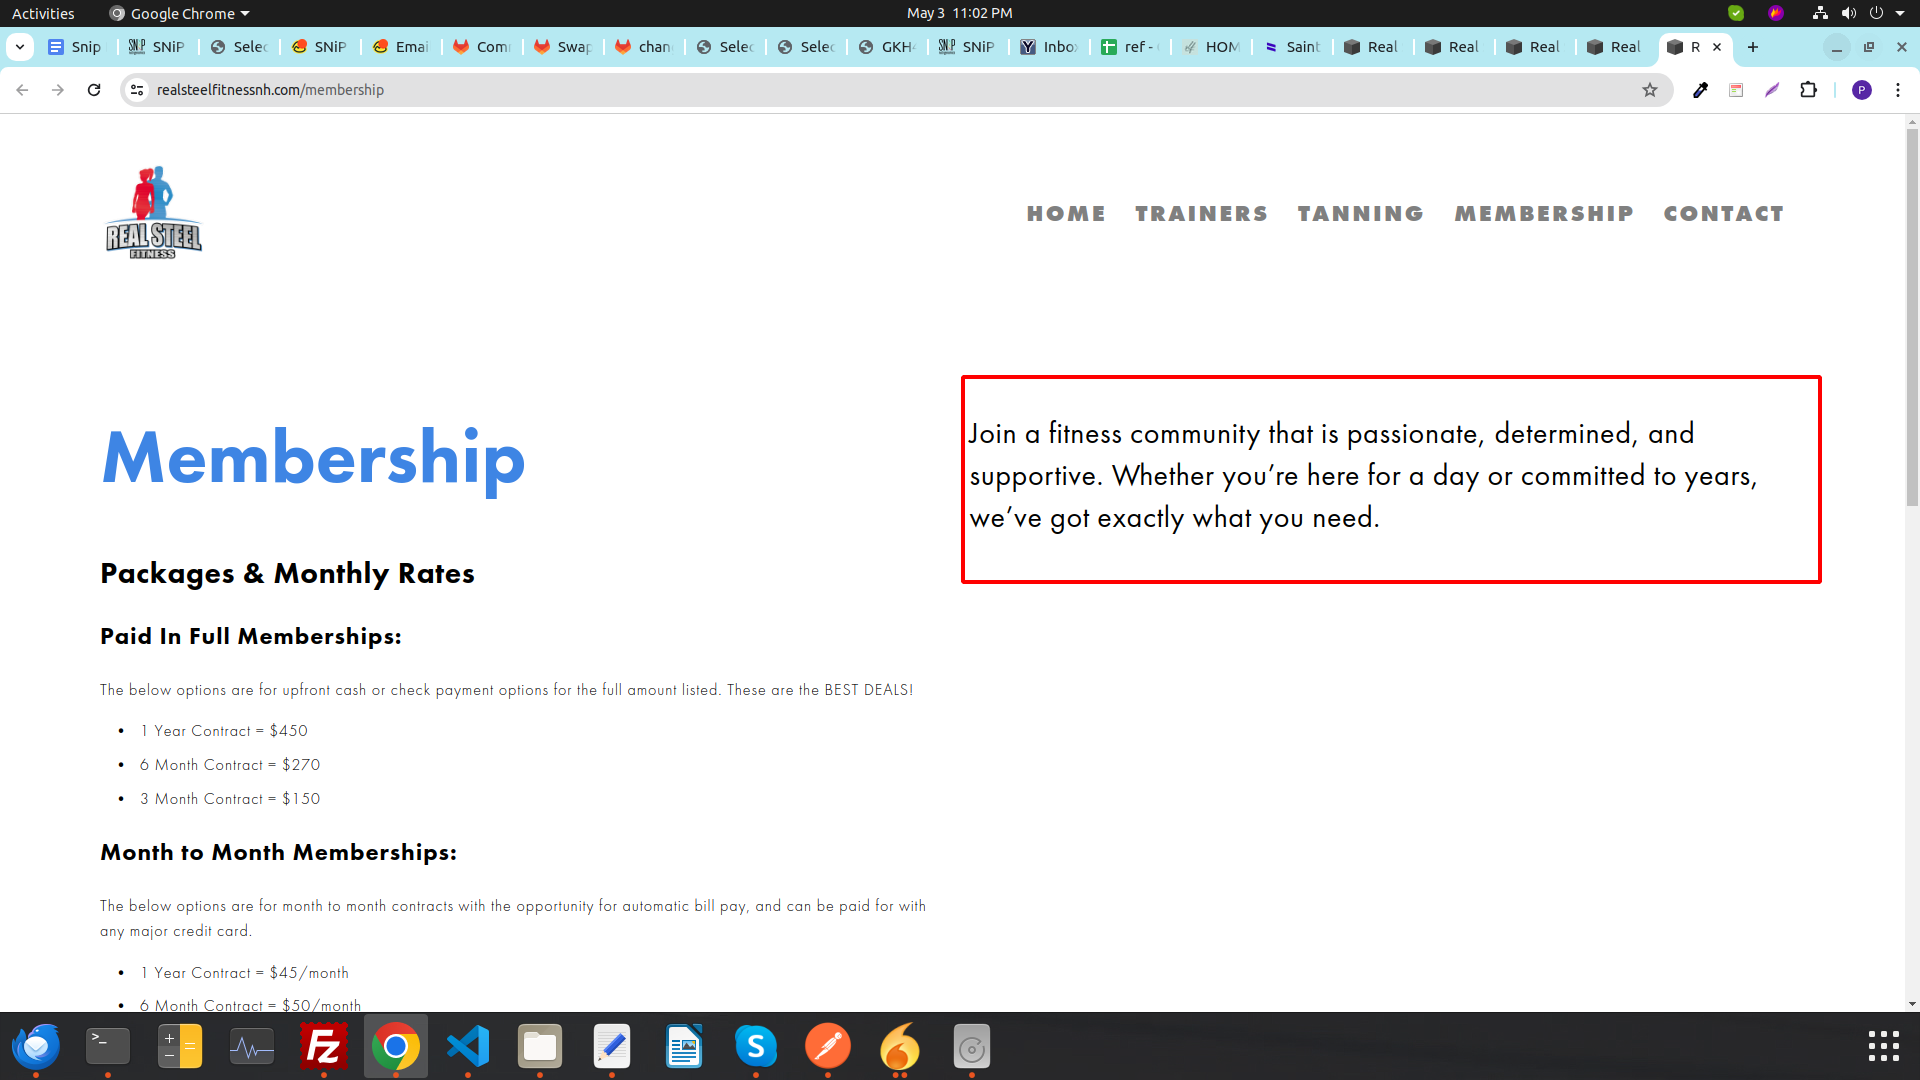 Activities
Google Chrome
May 3 11:02 PM
Snip
SNiP
Selec
SNiP
Emai
Com
Swap
chan
Selec
Selec
GKH
SNiP
Inbo
ref -
HOM
Saint
Real
Real
Real
Real
R
realsteelfitnessnh.com/membership
P
REAL STEEL
FITNESS
HOME TRAINERS TANNING MEMBERSHIP CONTACT
Membership
Join a fitness community that is passionate, determined, and
supportive. Whether you’re here for a day or committed to years,
we’ve got exactly what you need.
Packages & Monthly Rates
Paid In Full Memberships:
The below options are for upfront cash or check payment options for the full amount listed. These are the BEST DEALS!
• 1 Year Contract = $450
• 6 Month Contract = $270
• 3 Month Contract = $150
Month to Month Memberships:
The below options are for month to month contracts with the opportunity for automatic bill pay, and can be paid for with
any major credit card.
• 1 Year Contract = $45/month
• 6 Month Contract = $50/month